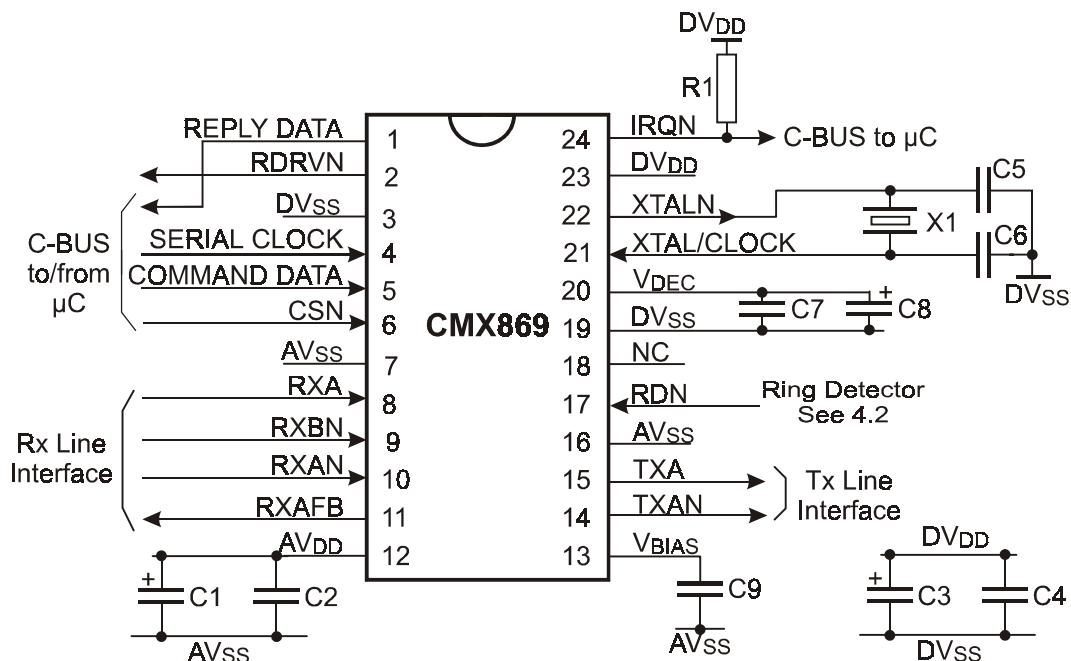 DVDD
R1
REPLY DATA
1
24
IRQN
C-BUS to µC
RDRVN
2
23
DVDD
C5
DVSS
3
22
XTALN
X1
SERIAL CLOCK
4
21
XTAL/CLOCK
C6
C-BUS
to/from
µC
COMMAND DATA
5
20
VDEC
+
C7
C8
DVSS
CSN
6
CMX869
19
DVSS
AVSS
7
18
NC
RXA
8
17
RDN
Ring Detector
See 4.2
RXBN
9
16
AVSS
Rx Line
Interface
RXAN
10
15
TXA
Tx Line
Interface
RXAFB
11
14
TXAN
AVDD
12
13
VBIAS
DVDD
+
C1
C2
C9
+
C3
C4
AVSS
AVSS
DVSS